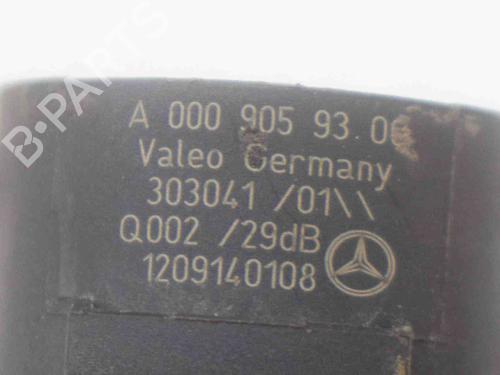 B-PARTS
A 000 905 93.0
Valeo Germany
303041 /01\\
Q002 /29dB
1209140108